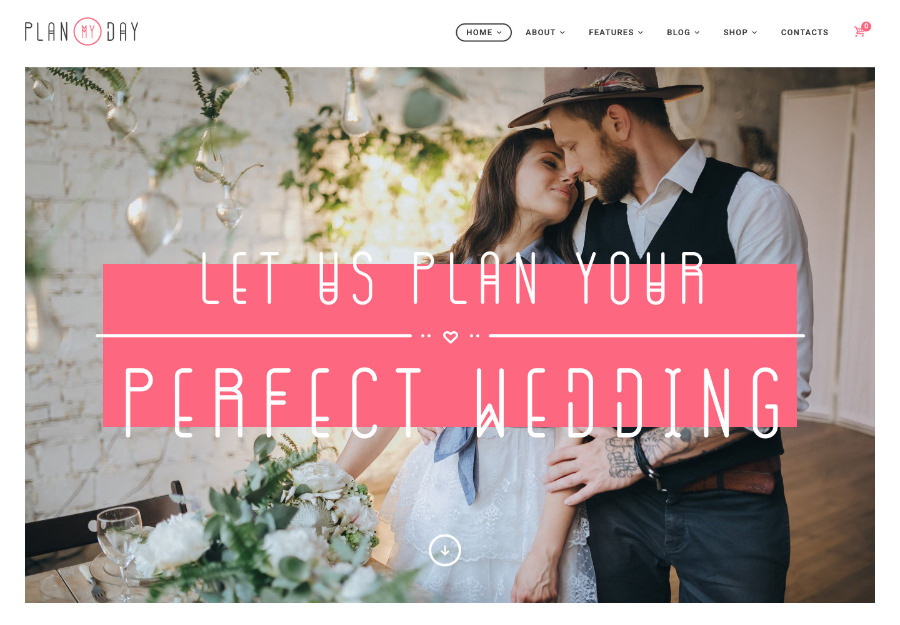 PLAN MY DAY
HOME ABOUT FEATURES BLOG SHOP CONTACTS 0
LET US PLAN YOUR
PERFECT WEDDING